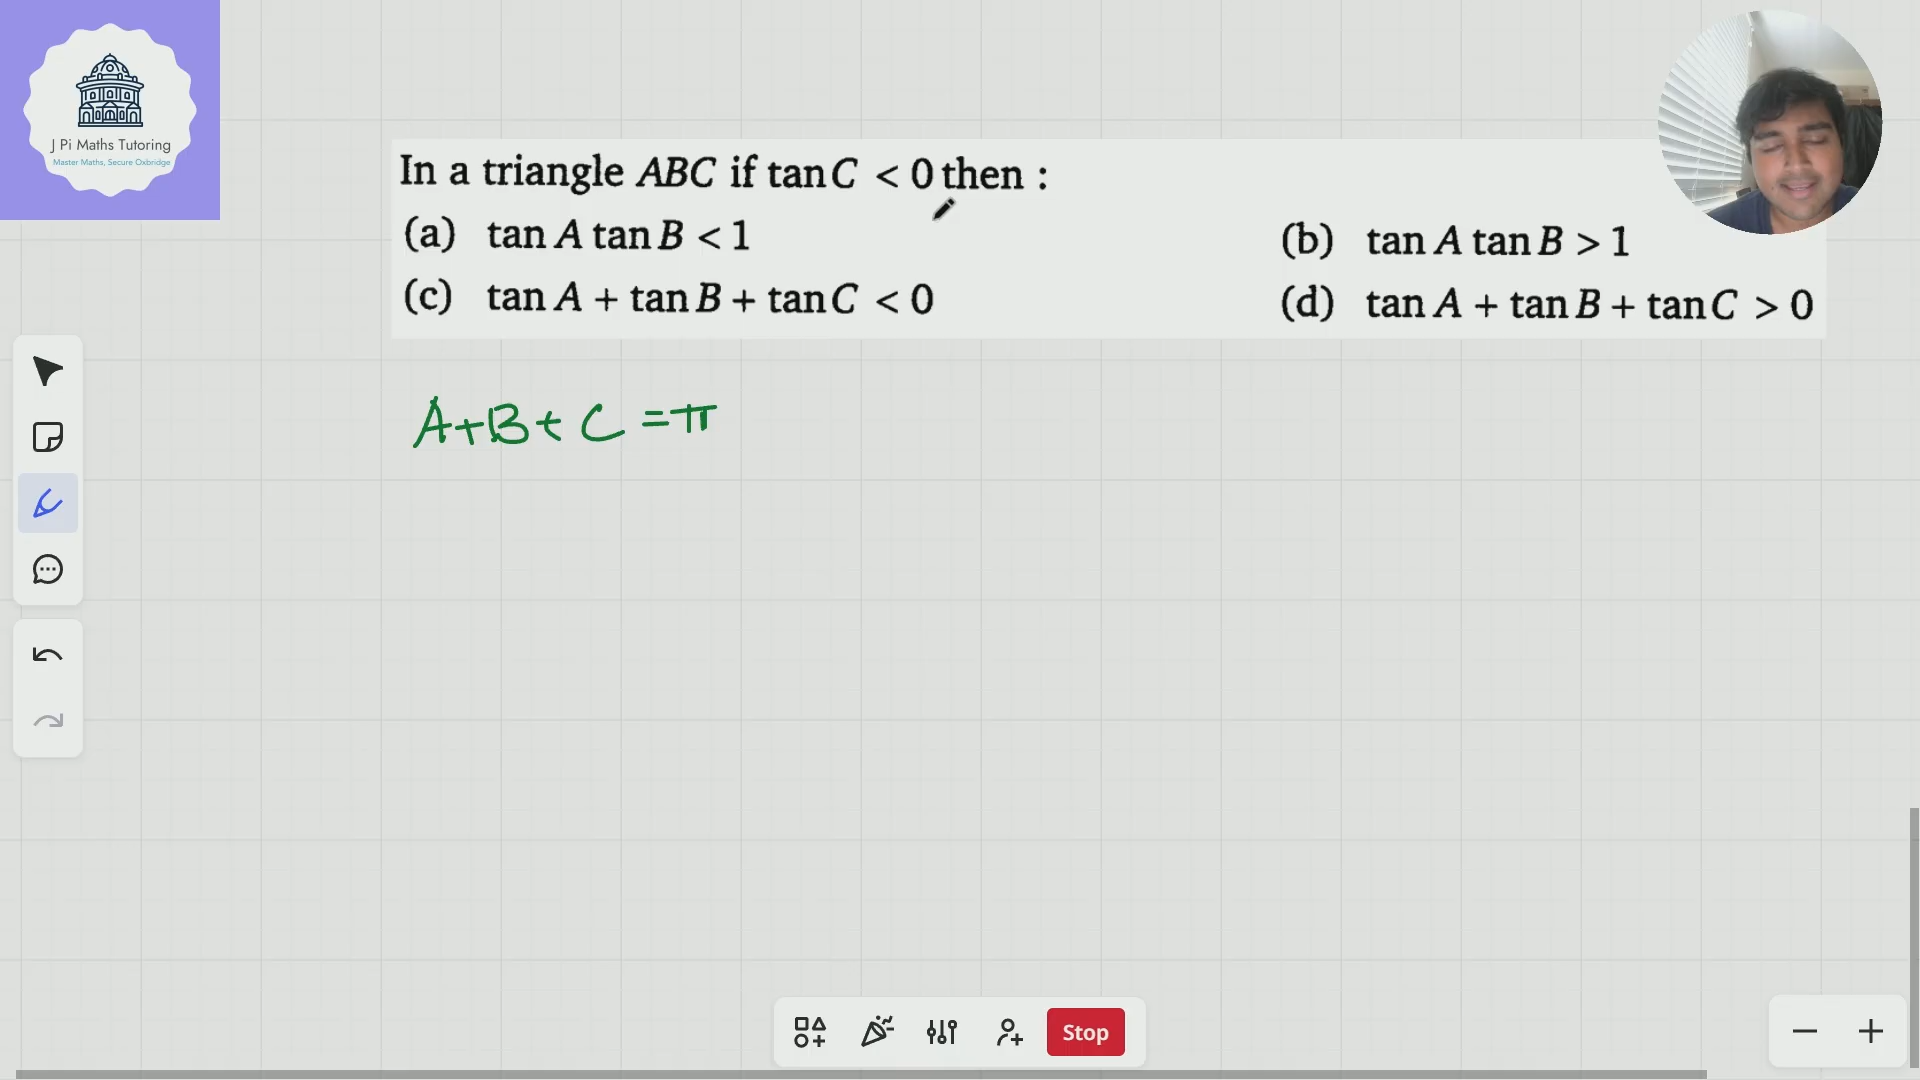 J Pi Maths Tutoring
Master Maths, Secure Oxbridge
In a triangle ABC if tan C < 0 then :
(a) tan A tan B < 1
(b) tan A tan B > 1
(c) tan A + tan B + tan C < 0
(d) tan A + tan B + tan C > 0
A+B+C=π
Stop